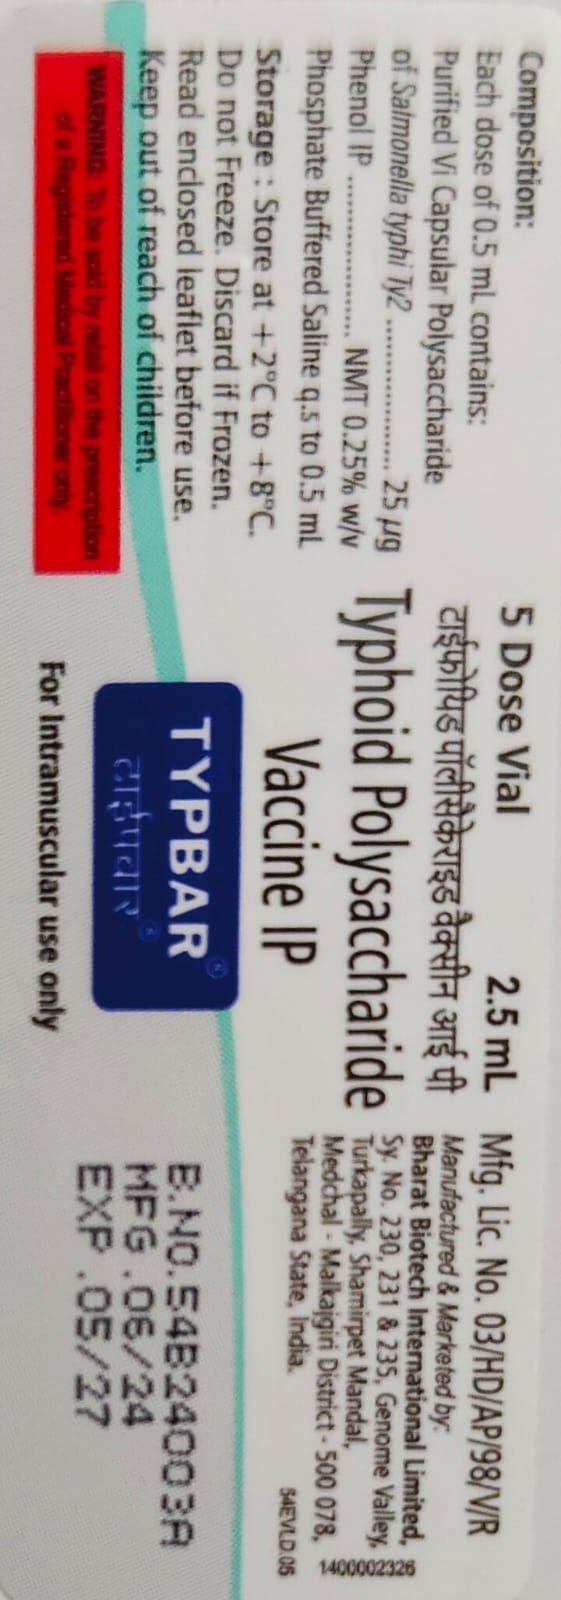 Composition:
Each dose of 0.5 mL contains:
Purified Vi Capsular Polysaccharide
of Salmonella typhi Ty2 .................. 25 µg
Phenol IP .................. NMT 0.25% w/v
Phosphate Buffered Saline q.s to 0.5 mL
Storage : Store at +2°C to +8°C.
Do not Freeze. Discard if Frozen.
Read enclosed leaflet before use.
Keep out of reach of children.
WARNING: To be sold by retail on the prescription
of a Registered Medical Practitioner only.
5 Dose Vial 2.5 mL
टाईफोयिड पॉलीसैकेराइड वैक्सीन आई पी
Typhoid Polysaccharide
Vaccine IP
TYPBAR®
टाईपबार®
For Intramuscular use only
Mfg. Lic. No. 03/HD/AP/98/V/R
Manufactured & Marketed by:
Bharat Biotech International Limited,
Sy. No. 230, 231 & 235, Genome Valley,
Turkapally, Shamirpet Mandal,
Medchal - Malkajgiri District - 500 078,
Telangana State, India.
1400002326
54EVLD.06
B.NO.54B24003A
MFG .06/24
EXP .05/27